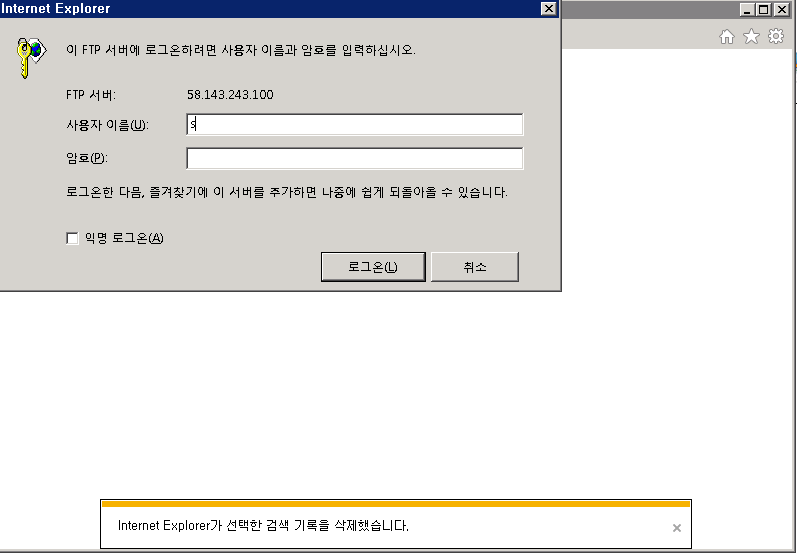 Internet Explorer
이 FTP 서버에 로그온하려면 사용자 이름과 암호를 입력하십시오.
FTP 서버:
58.143.243.100
사용자 이름(U):
s
암호(P):
로그온한 다음, 즐겨찾기에 이 서버를 추가하면 나중에 쉽게 되돌아올 수 있습니다.
익명 로그온(A)
로그온(L)
취소
Internet Explorer가 선택한 검색 기록을 삭제했습니다.